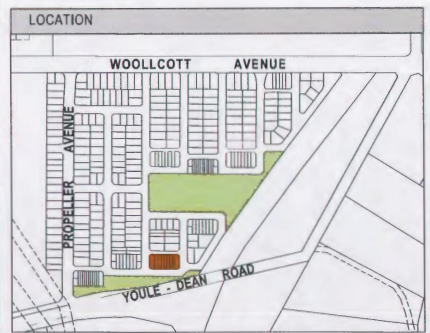 LOCATION
WOOLLCOTT AVENUE
PROPELLER AVENUE
YOULE - DEAN ROAD